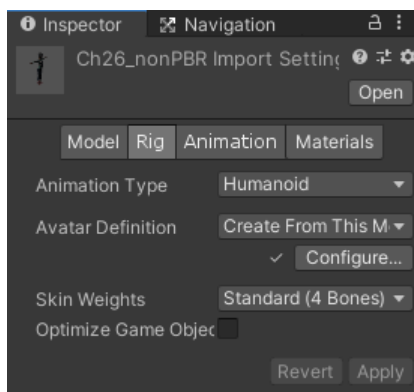 Inspector Navigation
Ch26_nonPBR Import Setting
Open
Model Rig Animation Materials
Animation Type Humanoid
Avatar Definition Create From This M
Configure...
Skin Weights Standard (4 Bones)
Optimize Game Objec
Revert Apply